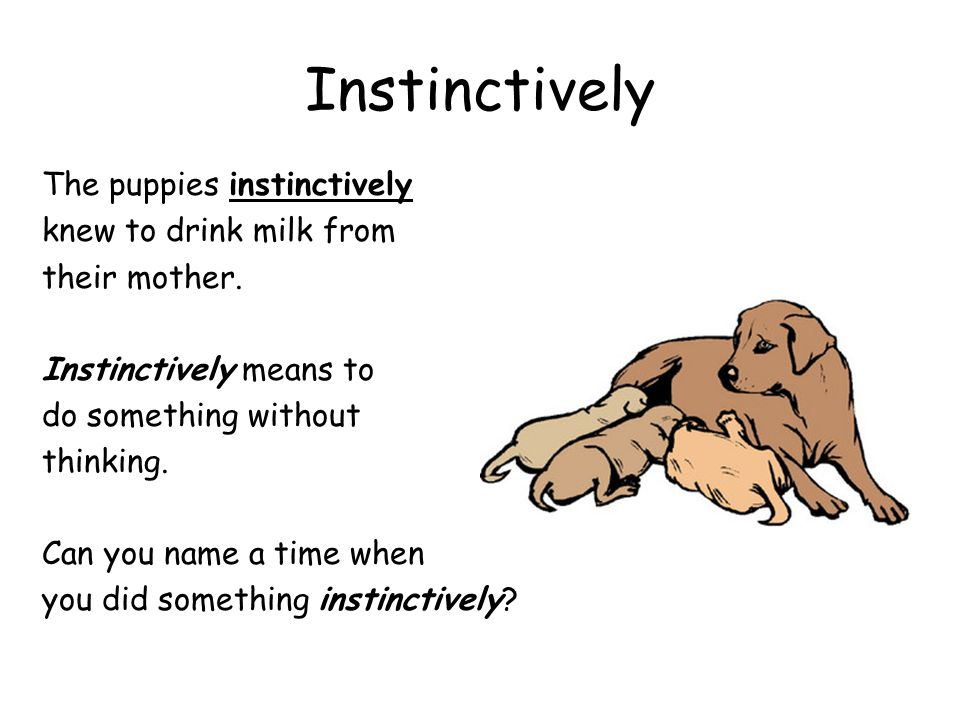 Instinctively
The puppies instinctively
knew to drink milk from
their mother.
Instinctively means to
do something without
thinking.
Can you name a time when
you did something instinctively?